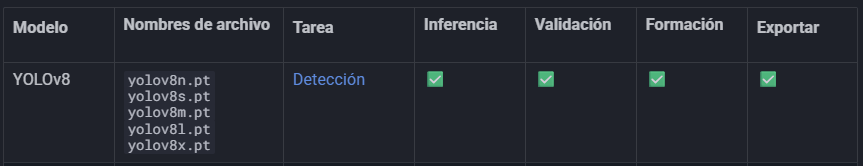 Modelo Nombres de archivo Tarea Inferencia Validación Formación Exportar
YOLOv8 yolov8n.pt Detección ✅ ✅ ✅ ✅
yolov8s.pt
yolov8m.pt
yolov8l.pt
yolov8x.pt